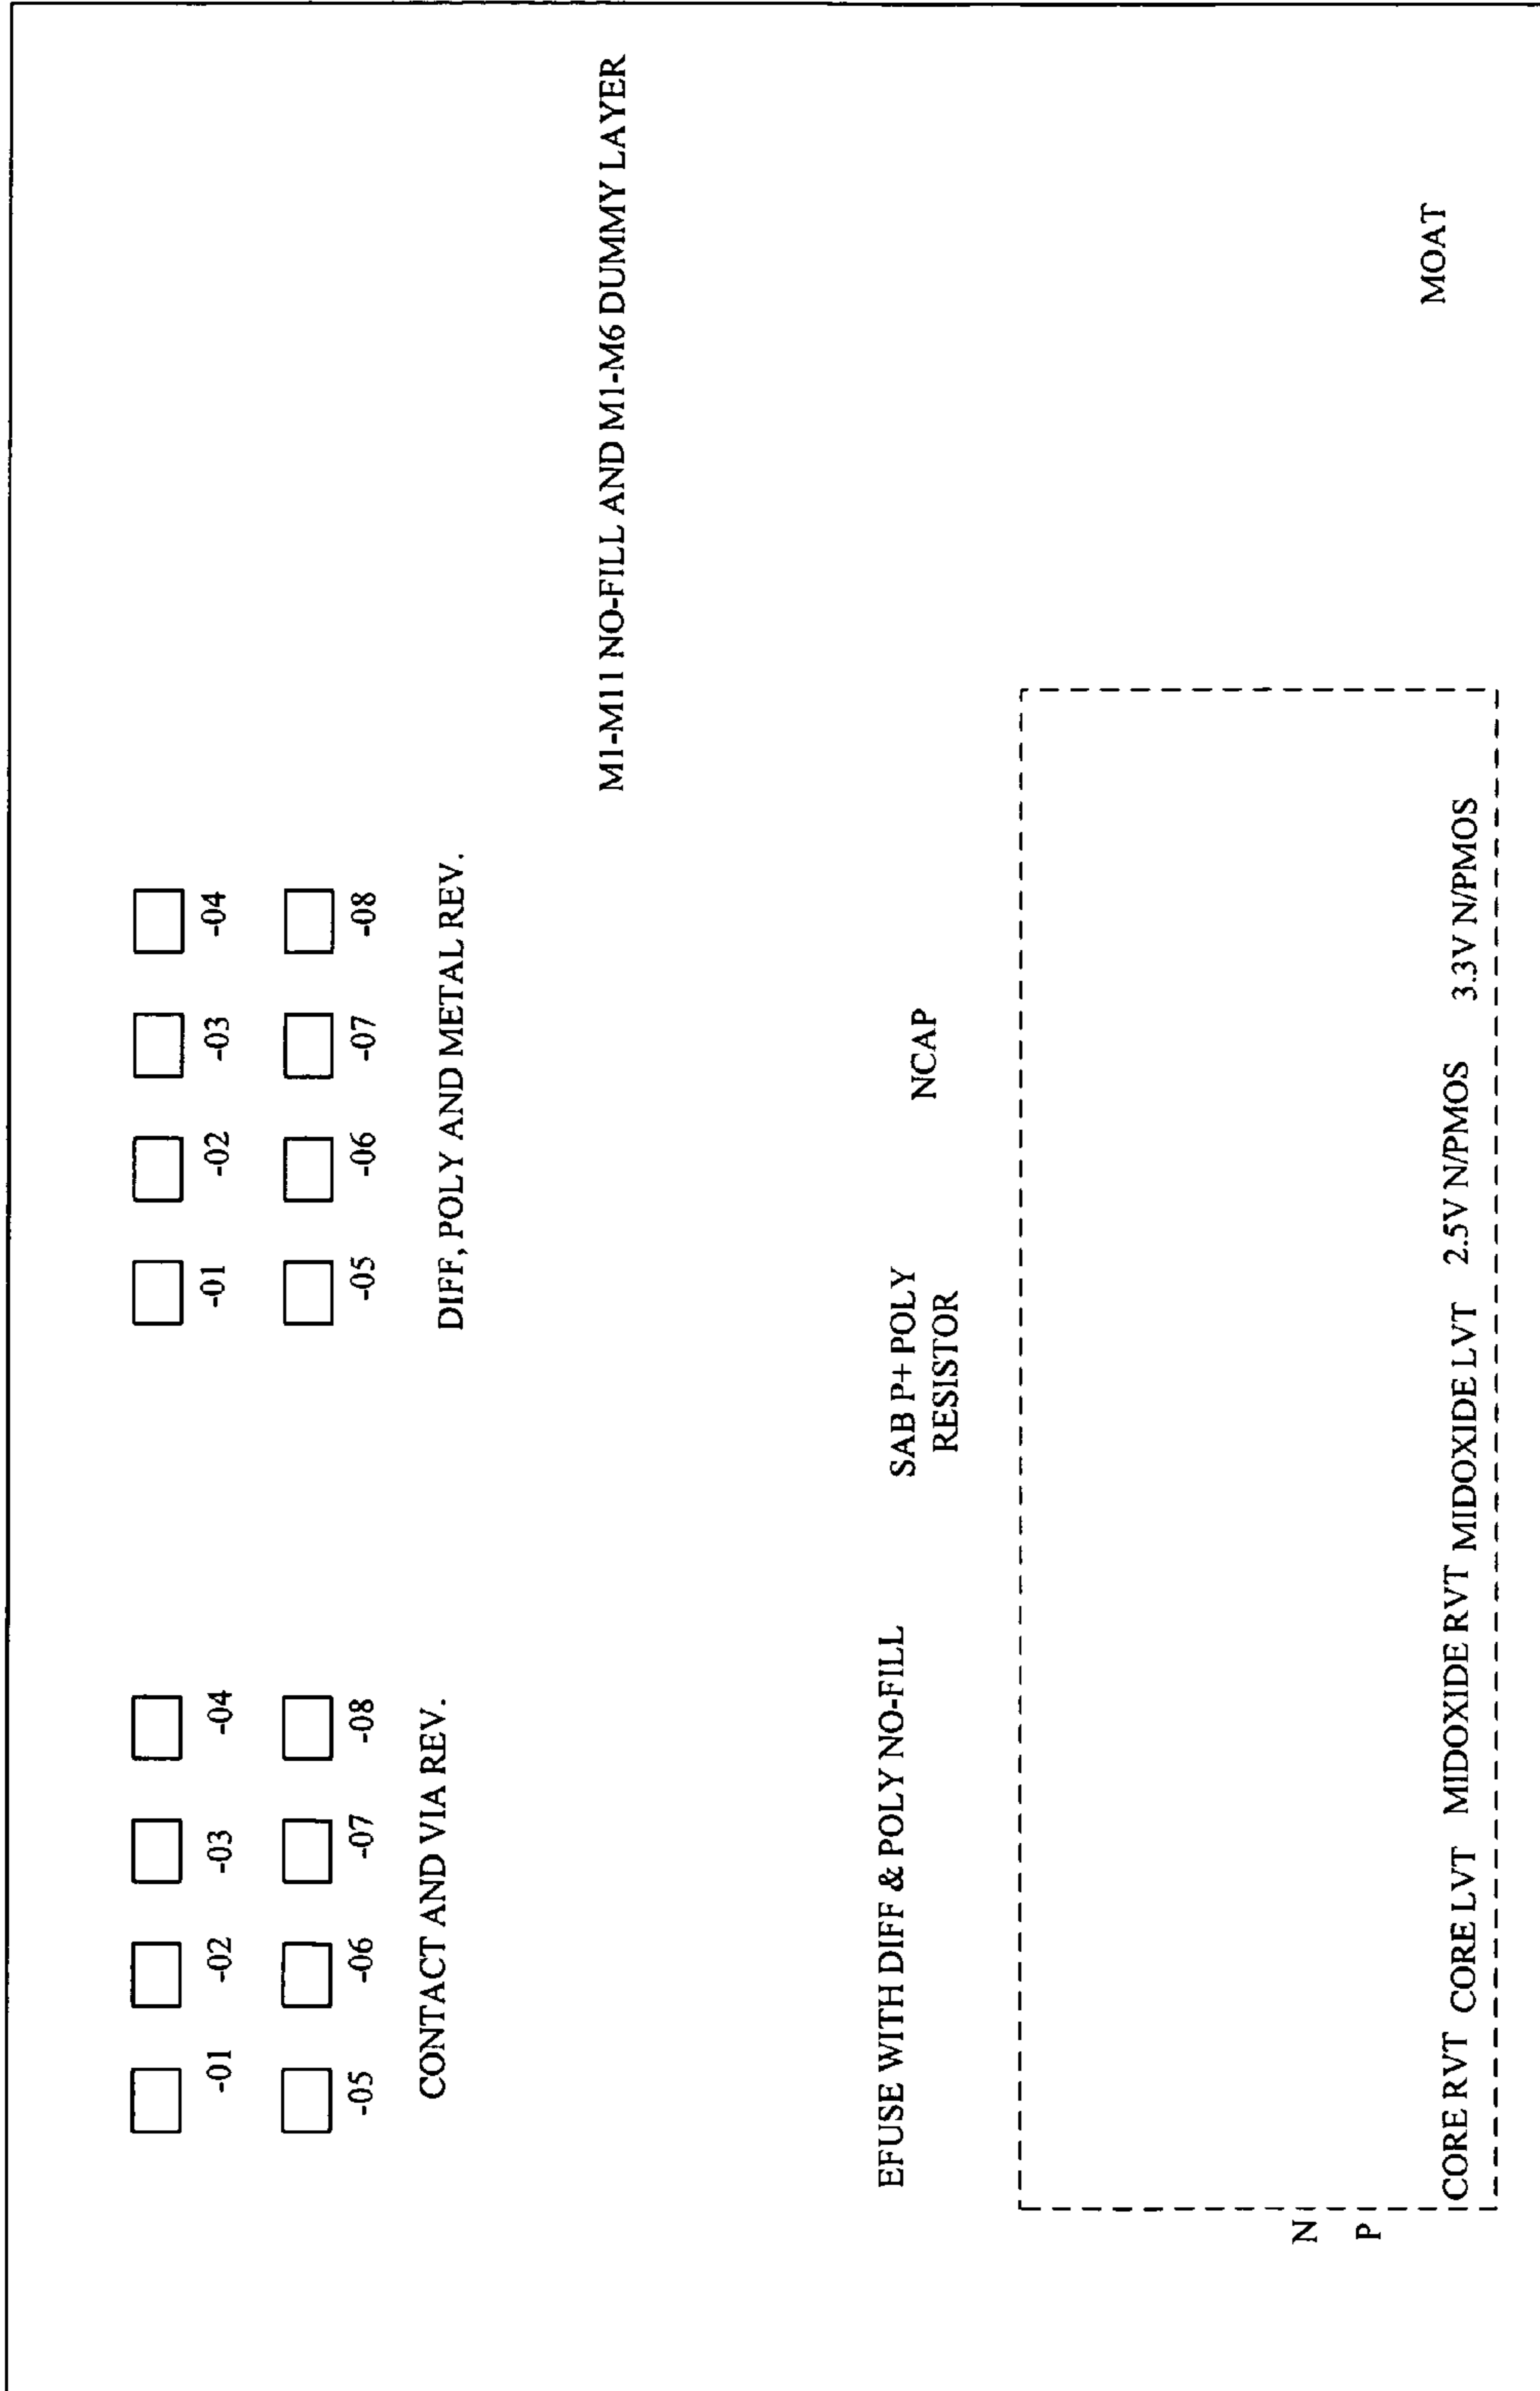 -01 -02 -03 -04
-05 -06 -07 -08
CONTACT AND VIA REV.
-01 -02 -03 -04
-05 -06 -07 -08
DIFF, POLY AND METAL REV.
M1-M11 NO-FILL AND M1-M6 DUMMY LAYER
EFUSE WITH DIFF & POLY NO-FILL
SAB P+ POLY
RESISTOR
NCAP
N
P
CORE RVT
CORE LVT
MIDOXIDE RVT
MIDOXIDE LVT
2.5V N/PMOS
3.3V N/PMOS
MOAT